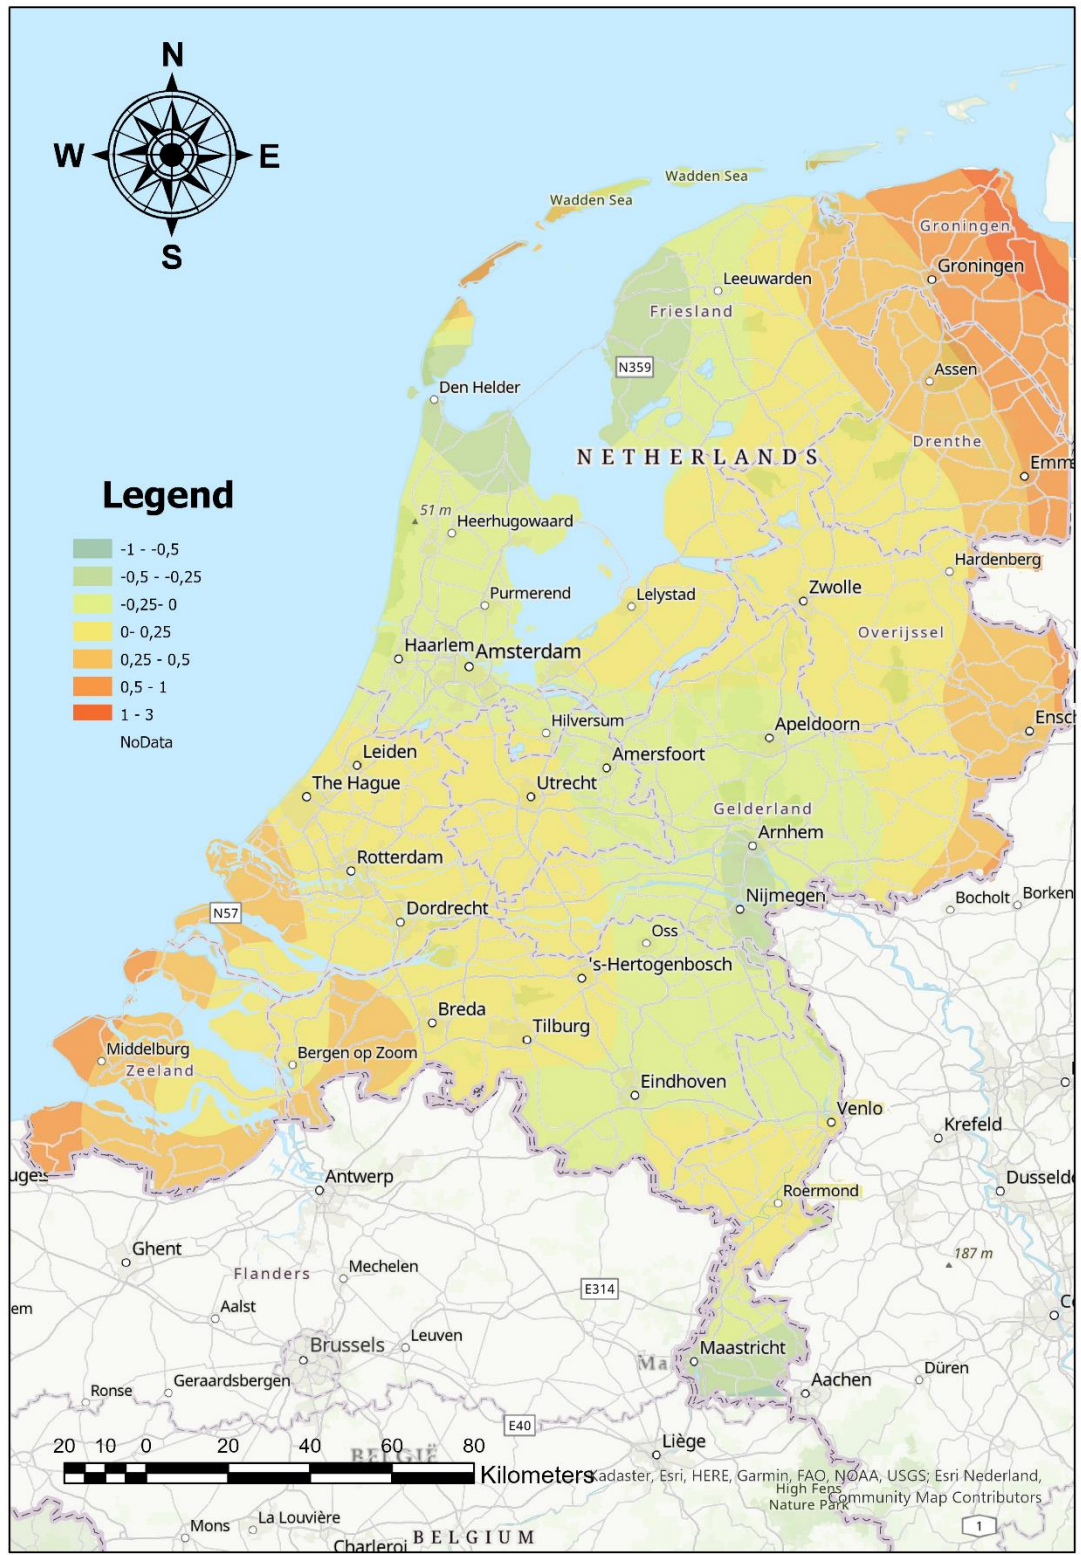 N
W E
S
Wadden Sea
Wadden Sea
Groningen
Groningen
Leeuwarden
Friesland
N359
Assen
Den Helder
Drenthe
NETHERLANDS
Emm
Legend
51 m
Heerhugowaard
-1 - -0,5
-0,5 - -0,25
-0,25- 0
0- 0,25
0,25 - 0,5
0,5 - 1
1 - 3
NoData
Hardenberg
Zwolle
Purmerend
Lelystad
Overijssel
Haarlem
Amsterdam
Hilversum
Apeldoorn
Ensch
Leiden
Amersfoort
The Hague
Utrecht
Gelderland
Arnhem
Rotterdam
Nijmegen
Bocholt
Borken
N57
Dordrecht
Oss
's-Hertogenbosch
Breda
Tilburg
Middelburg
Zeeland
Bergen op Zoom
Eindhoven
Venlo
Krefeld
uges
Antwerp
Roermond
Dusseld
Ghent
187 m
Flanders
Mechelen
E314
em
Aalst
Brussels
Leuven
Ma
Maastricht
Geraardsbergen
Ronse
Aachen
Düren
E40
Liège
BELGIË
20 10 0 20 40 60 80
Kilometers
Kadaster, Esri, HERE, Garmin, FAO, NOAA, USGS; Esri Nederland,
Community Map Contributors
High Fens
Nature Park
Mons
La Louvière
Charleroi
BELGIUM
1